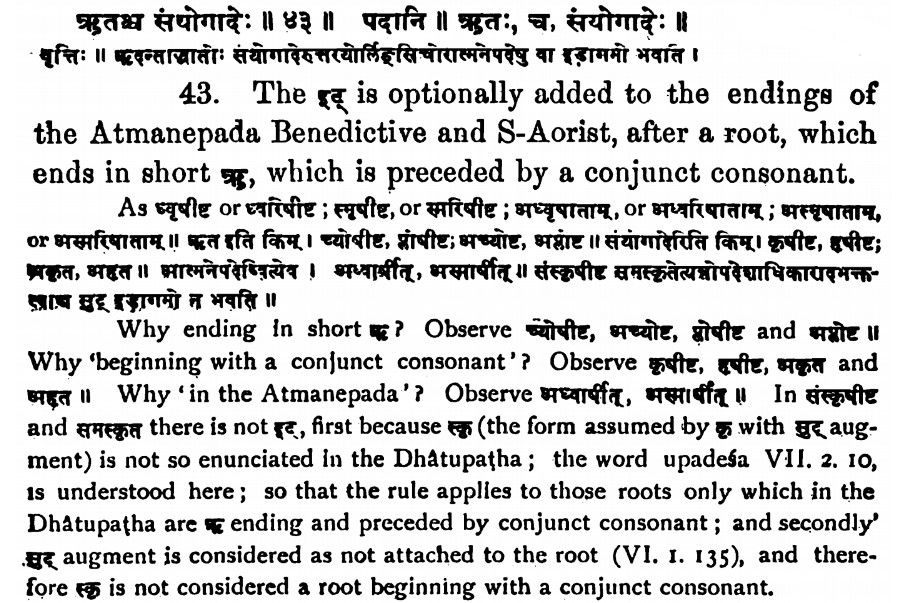 ऋतश्च संयोगादेः ॥ ४३ ॥ पदानि ॥ ऋतः, च, संयोगादेः ॥
वृत्तिः ॥ ऋदन्ताद्धातोः संयोगादेरुत्तरयोर्लिङ्सिचोरात्मनेपदेषु वा इडागमो भवति ।
43. The इट् is optionally added to the endings of
the Atmanepada Benedictive and S-Aorist, after a root, which
ends in short ऋ, which is preceded by a conjunct consonant.
As ध्वृषीष्ट or ध्वरिषीष्ट ; स्मृषीष्ट, or स्मरिषीष्ट ; अध्वृषाताम्, or अध्वरिषाताम् ; अस्मृषाताम्,
or अस्मरिषाताम् ॥ ऋत इति किम् । च्योषीष्ट, प्लोषीष्ट; अच्योष्ट, अप्लोष्ट ॥ संयोगादेरिति किम् । कृषीष्ट, हृषीष्ट;
अकृत, अहृत ॥ आत्मनेपदेष्वित्येव । अध्वार्षीत्, अस्मार्षीत् ॥ संस्कृषीष्ट समस्कृतेत्यत्रोपदेशाधिकारादभक्त-
त्वाच्च सुट् इडागमो न भवति ॥
Why ending in short ऋ? Observe च्योषीष्ट, अच्योष्ट, प्लोषीष्ट and अप्लोष्ट ॥
Why 'beginning with a conjunct consonant'? Observe कृषीष्ट, हृषीष्ट, अकृत and
अहृत ॥ Why 'in the Atmanepada'? Observe अध्वार्षीत्, अस्मार्षीत् ॥ In संस्कृषीष्ट
and समस्कृत there is not इट्, first because स्कृ (the form assumed by कृ with सुट् aug-
ment) is not so enunciated in the Dhâtupaṭha ; the word upadeśa VII. 2. 10,
is understood here ; so that the rule applies to those roots only which in the
Dhâtupaṭha are ऋ ending and preceded by conjunct consonant ; and secondly'
सुट् augment is considered as not attached to the root (VI. 1. 135), and there-
fore स्कृ is not considered a root beginning with a conjunct consonant.